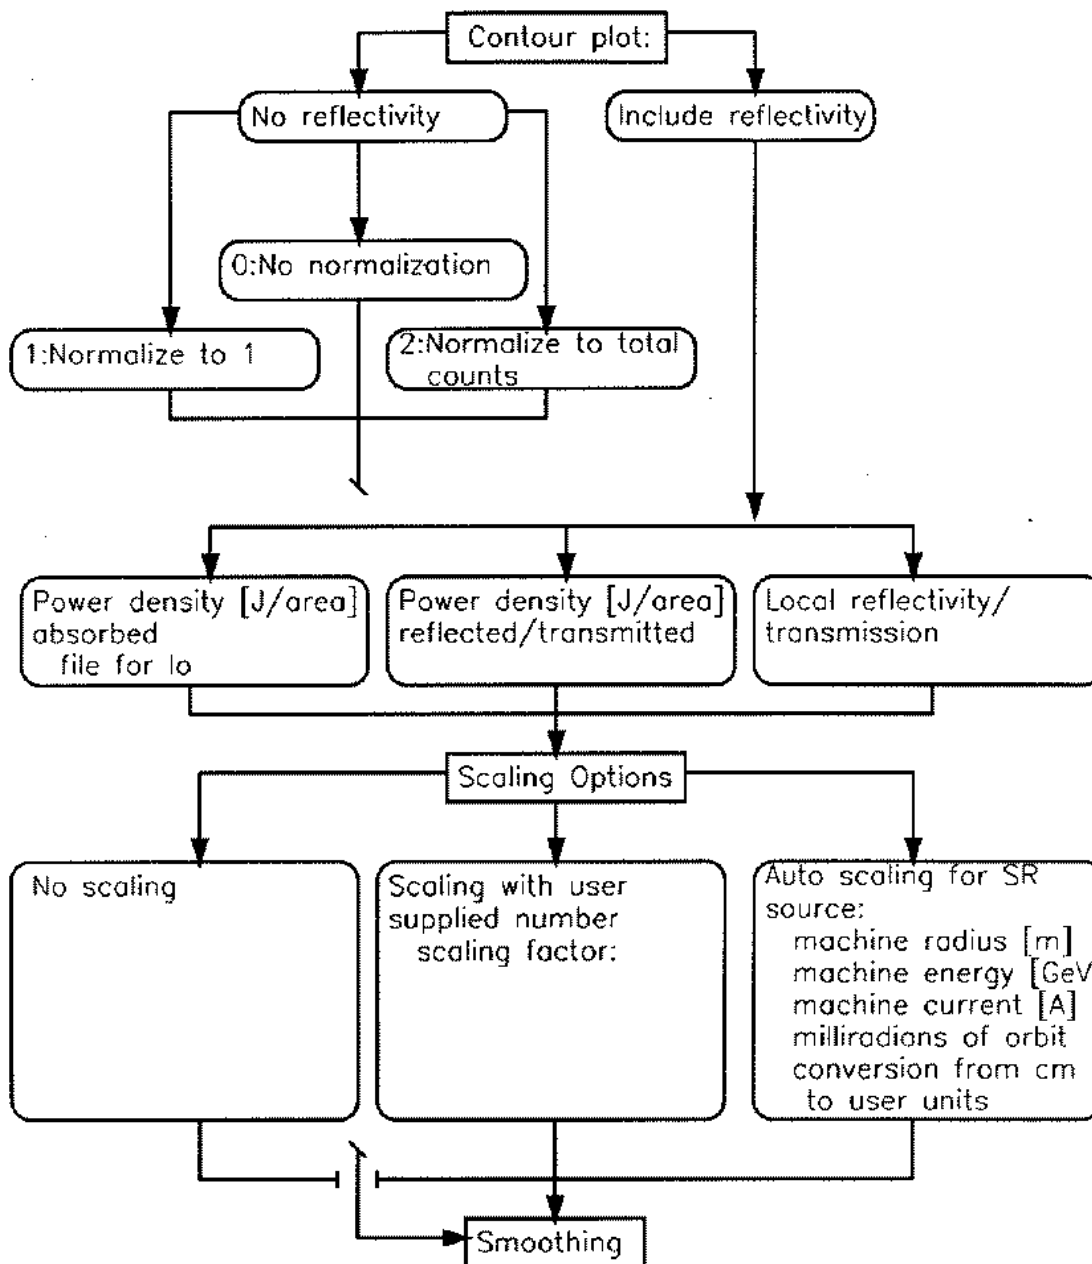 Contour plot:
No reflectivity
Include reflectivity
0:No normalization
1:Normalize to 1
2:Normalize to total
counts
Power density [J/area]
absorbed
file for Io
Power density [J/area]
reflected/transmitted
Local reflectivity/
transmission
Scaling Options
No scaling
Scaling with user
supplied number
scaling factor:
Auto scaling for SR
source:
machine radius [m]
machine energy [GeV
machine current [A]
milliradians of orbit
conversion from cm
to user units
Smoothing